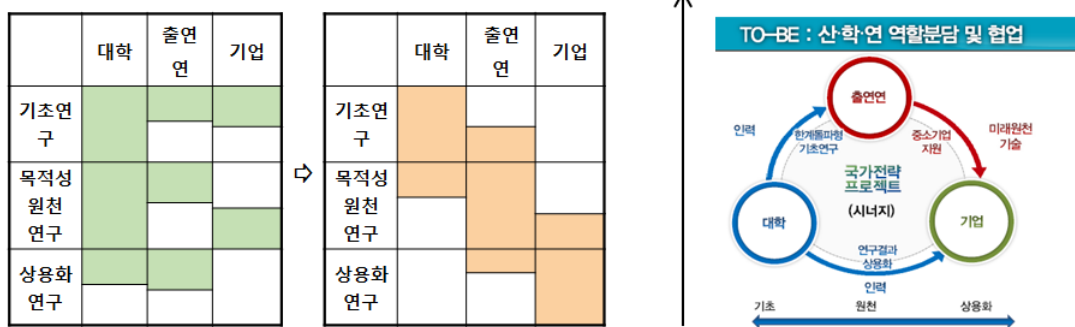 대학
출연
연
기업
기초연
구
목적성
원천
연구
상용화
연구
⇨
대학
출연
연
기업
기초연
구
목적성
원천
연구
상용화
연구
TO-BE : 산·학·연 역할분담 및 협업
출연연
인력
한계돌파형
기초연구
중소기업
지원
미래원천
기술
국가전략
프로젝트
(시너지)
대학
기업
연구결과
상용화
인력
기초 원천 상용화